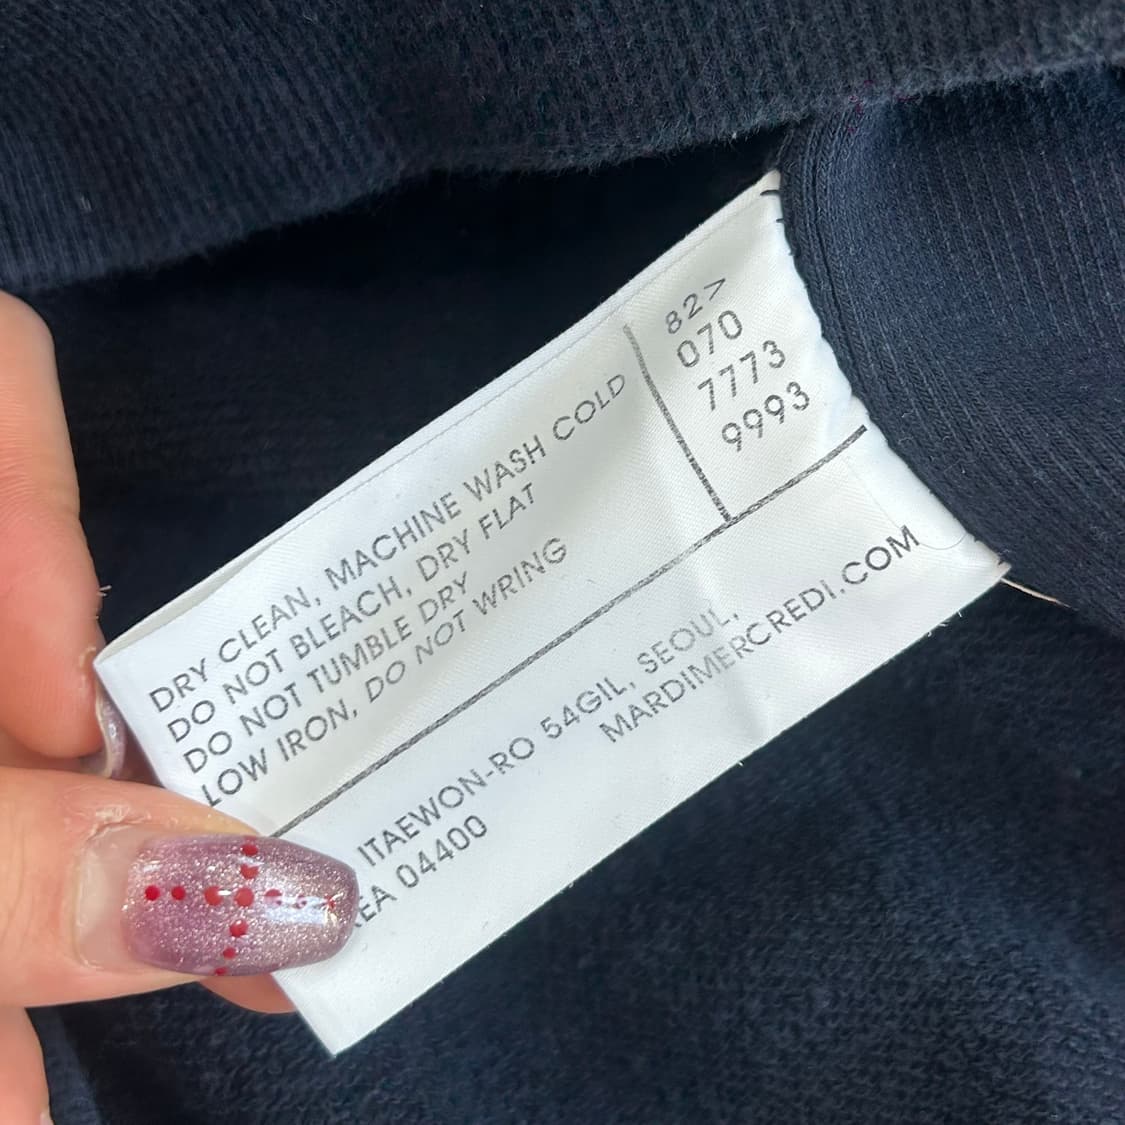 DRY CLEAN, MACHINE WASH COLD
DO NOT BLEACH, DRY FLAT
DO NOT TUMBLE DRY
LOW IRON, DO NOT WRING
82>
070
7773
9993
ITAEWON-RO 54GIL, SEOUL,
04400
MARDIMERCREDI.COM